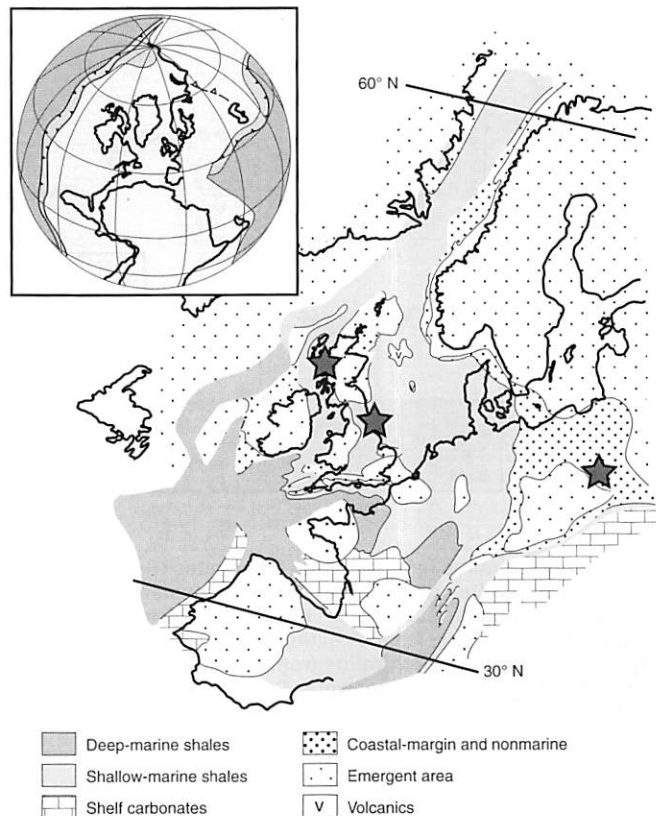 60° N
30° N
Deep-marine shales
Coastal-margin and nonmarine
Shallow-marine shales
Emergent area
Shelf carbonates
V Volcanics